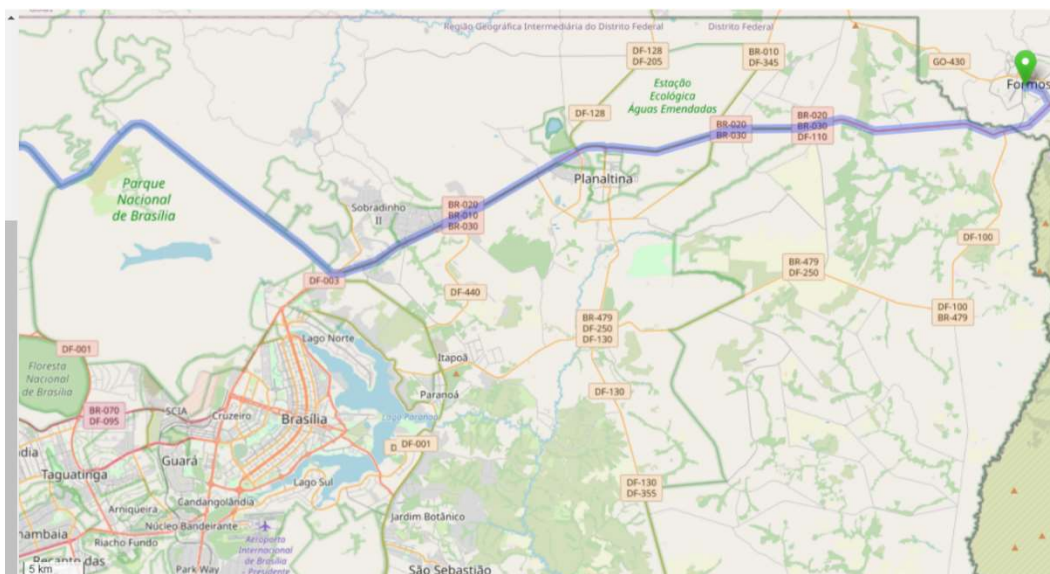 Região Geográfica Intermediária do Distrito Federal
Distrito Federal
DF-128
DF-205
BR-010
DF-345
GO-430
Estação
Ecológica
Águas Emendadas
DF-128
BR-020
BR-030
BR-020
BR-030
DF-110
Parque
Nacional
de Brasília
Planaltina
Sobradinho
II
BR-020
BR-010
BR-030
DF-100
BR-479
DF-250
DF-003
DF-440
DF-100
BR-479
BR-479
DF-250
DF-130
Lago Norte
DF-001
Itapoã
Floresta
Nacional
de Brasília
DF-130
Paranoá
BR-070
DF-095
SCIA
Cruzeiro
Brasília
Lago Paranoá
DF-001
Guará
Taguatinga
Lago Sul
DF-130
DF-355
Candangolândia
Arniqueira
Jardim Botânico
Núcleo Bandeirante
Riacho Fundo
Aeroporto
Internacional
de Brasília
- Presidente
Park Way
São Sebastião
5 km